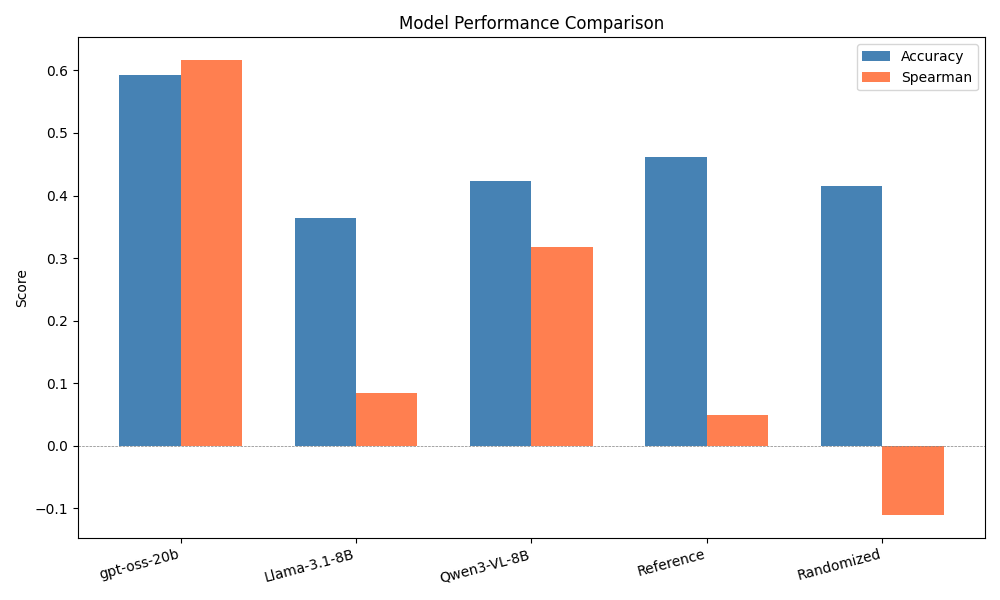 Model Performance Comparison
Accuracy
Spearman
Score
0.6
0.5
0.4
0.3
0.2
0.1
0.0
−0.1
gpt-oss-20b
Llama-3.1-8B
Qwen3-VL-8B
Reference
Randomized